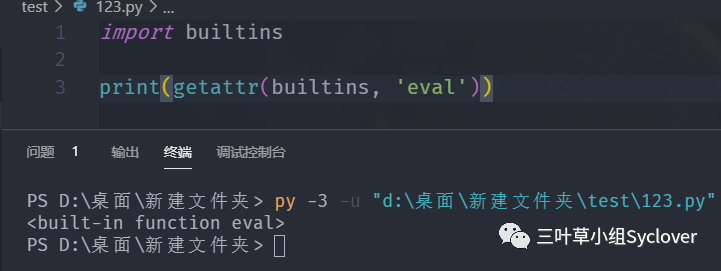 test > 123.py > ...
1 import builtins
2
3 print(getattr(builtins, 'eval'))
问题 1 输出 终端 调试控制台
PS D:\桌面\新建文件夹> py -3 -u "d:\桌面\新建文件夹\test\123.py"
<built-in function eval>
PS D:\桌面\新建文件夹>
三叶草小组Syclover